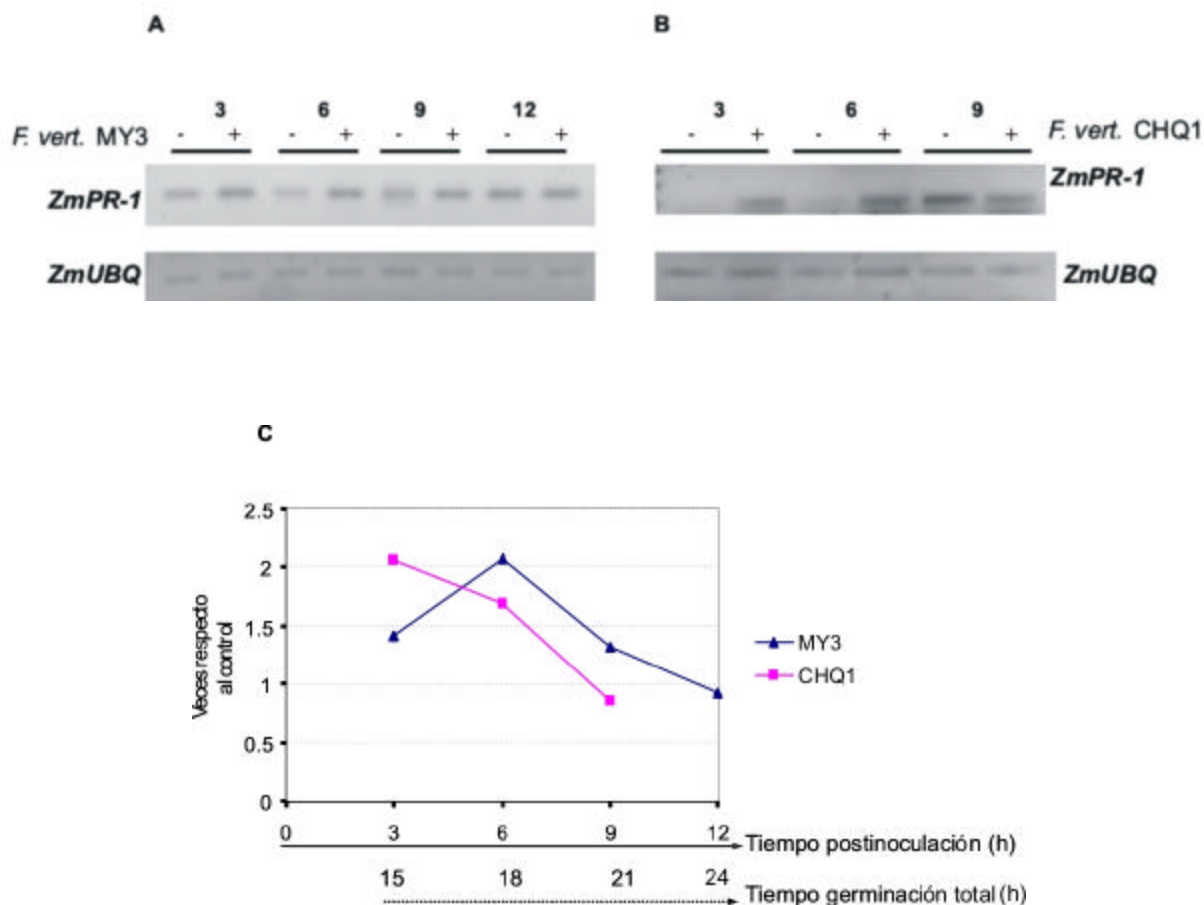 A
B
3 6 9 12
F. vert. MY3 - + - + - + - +
ZmPR-1
ZmUBQ
3 6 9
- + - + - + F. vert. CHQ1
ZmPR-1
ZmUBQ
C
2.5
2
1.5
1
0.5
0
Veces respecto
al control
0 3 6 9 12
Tiempo postinoculación (h)
15 18 21 24
Tiempo germinación total (h)
MY3
CHQ1